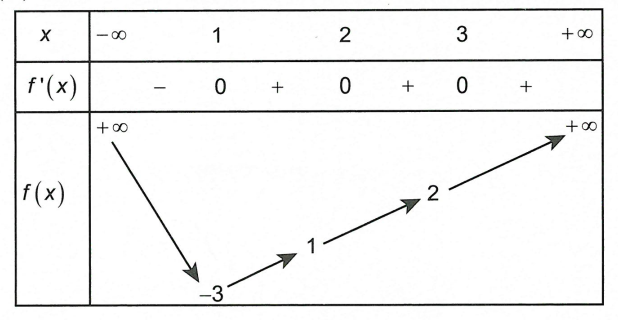 x −∞ 1 2 3 +∞
f'(x) − 0 + 0 + 0 +
+∞ +∞
f(x) 2
1
−3